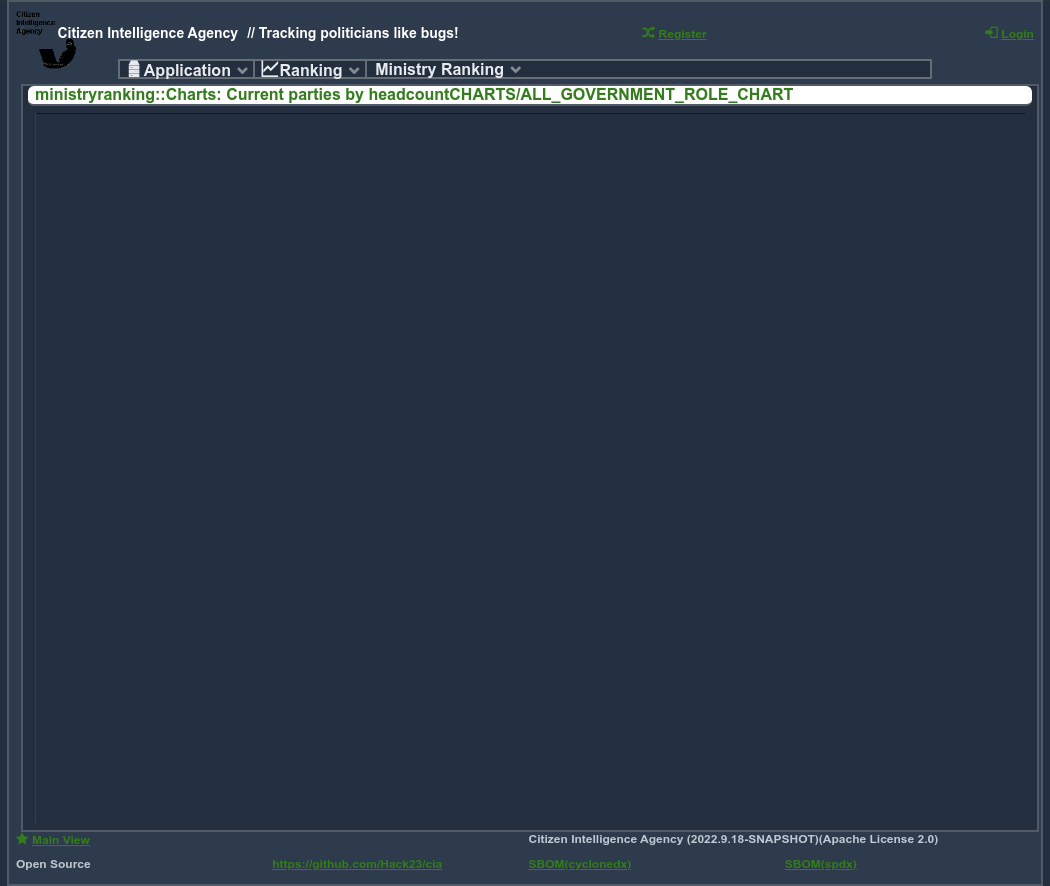 Citizen
Intelligence
Agency
Citizen Intelligence Agency // Tracking politicians like bugs!
Register
Login
Application
Ranking
Ministry Ranking
ministryranking::Charts: Current parties by headcountCHARTS/ALL_GOVERNMENT_ROLE_CHART
Main View
Citizen Intelligence Agency (2022.9.18-SNAPSHOT)(Apache License 2.0)
Open Source
https://github.com/Hack23/cia
SBOM(cyclonedx)
SBOM(spdx)